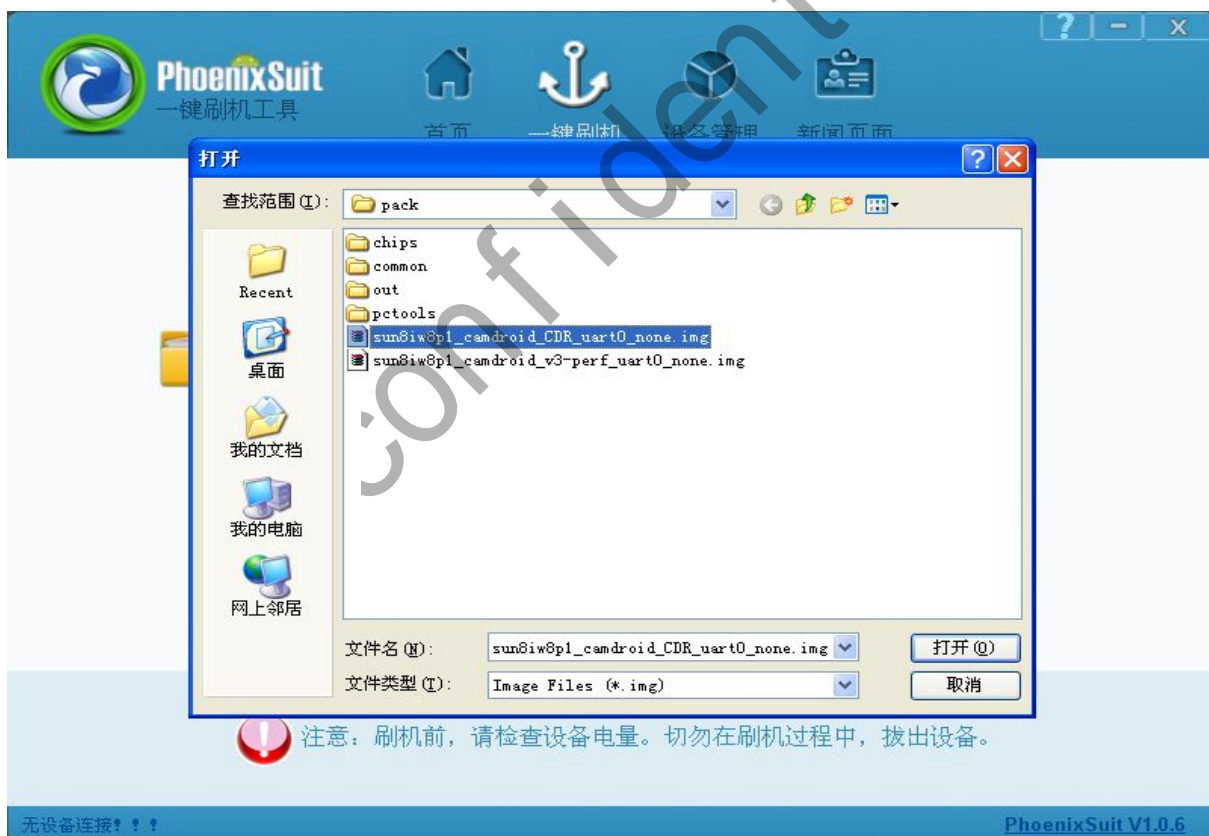 PhoenixSuit
一键刷机工具
首页
一键刷机
设备管理
新闻页面
打开
查找范围(I):
pack
Recent
桌面
我的文档
我的电脑
网上邻居
chips
common
out
pctools
sun8iw8p1_camdroid_CDR_uart0_none.img
sun8iw8p1_camdroid_v3-perf_uart0_none.img
文件名(N):
sun8iw8p1_camdroid_CDR_uart0_none.img
打开(O)
文件类型(T):
Image Files (*.img)
取消
注意：刷机前，请检查设备电量。切勿在刷机过程中，拔出设备。
无设备连接！！！
PhoenixSuit V1.0.6
confident